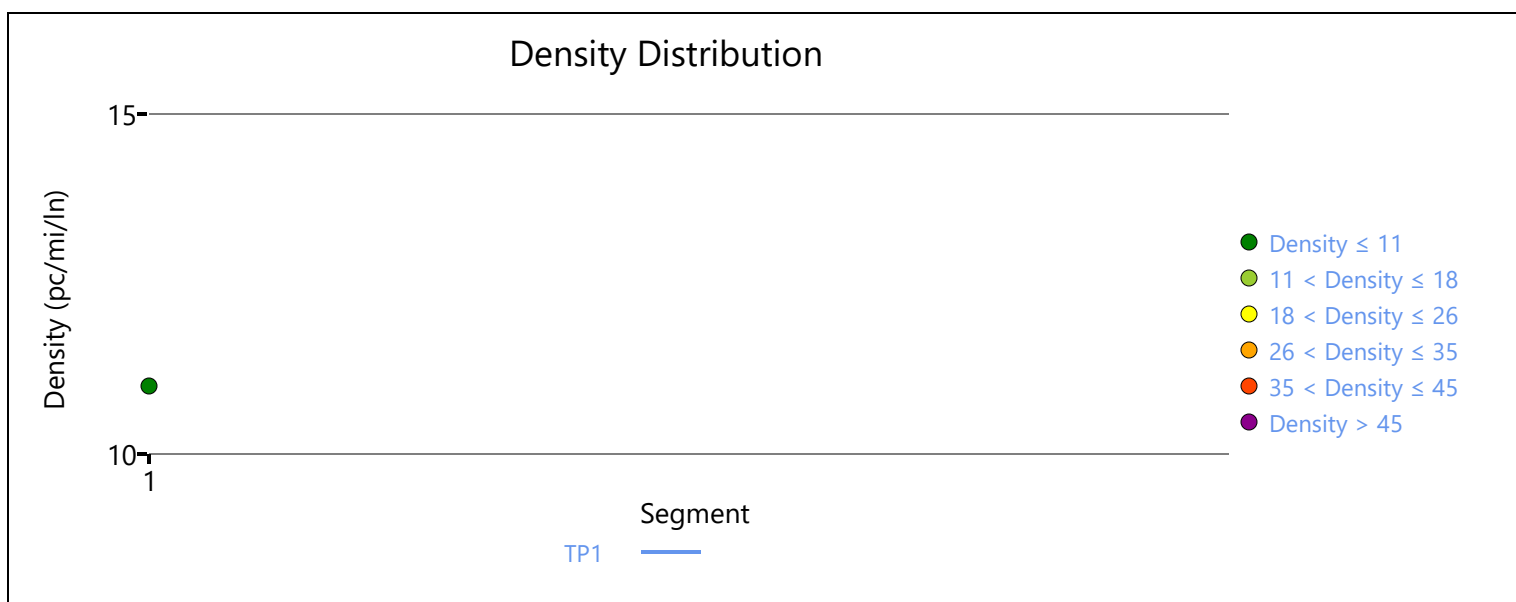 Density Distribution
15
Density (pc/mi/ln)
10
1
Segment
TP1
Density ≤ 11
11 < Density ≤ 18
18 < Density ≤ 26
26 < Density ≤ 35
35 < Density ≤ 45
Density > 45